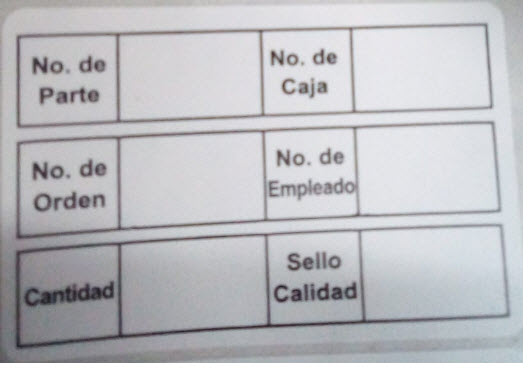 No. de
Parte
No. de
Caja
No. de
Orden
No. de
Empleado
Cantidad
Sello
Calidad